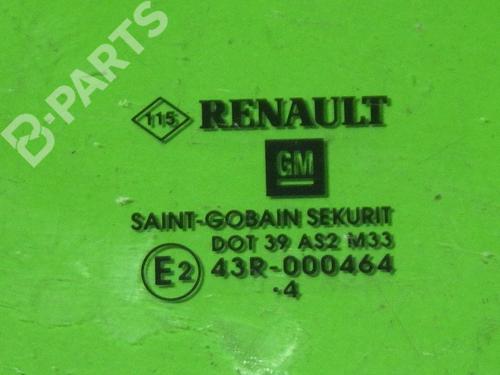 B-PARTS
115 RENAULT
GM
SAINT-GOBAIN SEKURIT
DOT 39 AS2 M33
E2 43R-000464
.4